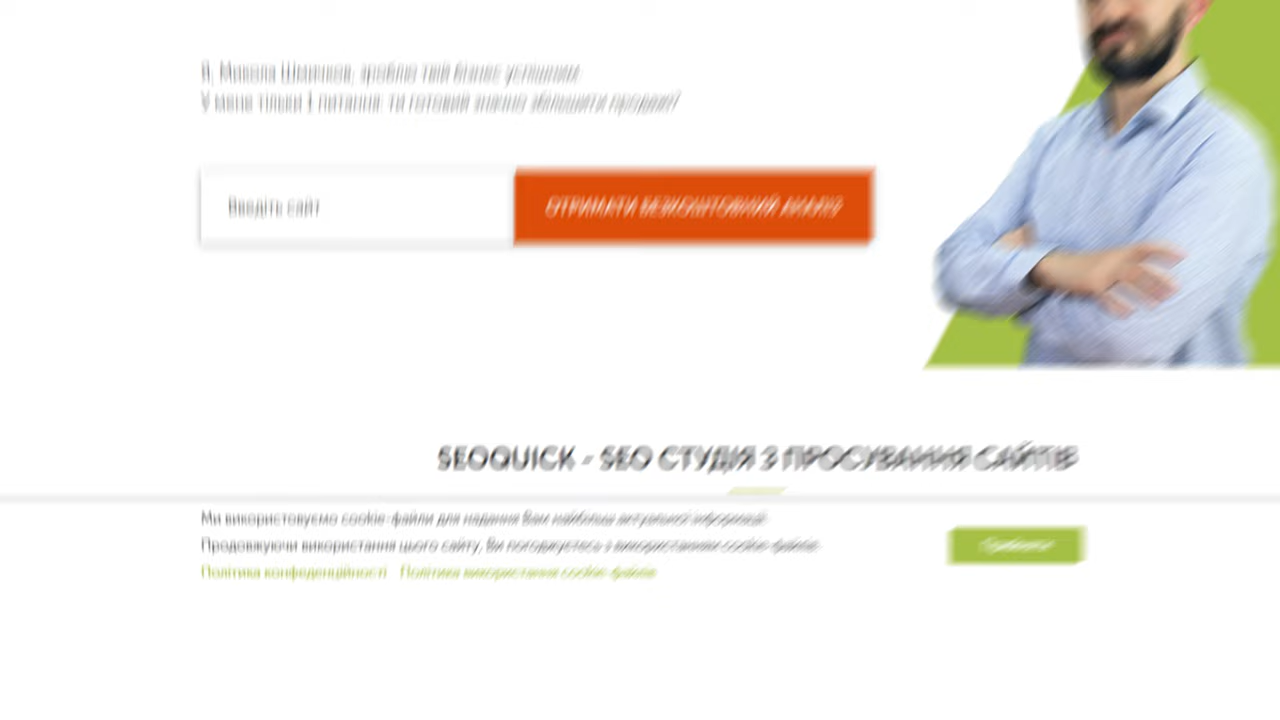 Я, Микола Шмичков, зроблю твій бізнес успішним.
У мене тільки 1 питання: ти готовий значно збільшити продажі?
Введіть сайт
ОТРИМАТИ БЕЗКОШТОВНИЙ АНАЛІЗ
SEOQUICK - SEO СТУДІЯ З ПРОСУВАННЯ САЙТІВ
Ми використовуємо cookie-файли для надання Вам найбільш актуальної інформації.
Продовжуючи використання цього сайту, Ви погоджуєтесь з використанням cookie-файлів.
Політика конфеденційності Політика використання cookie-файлів